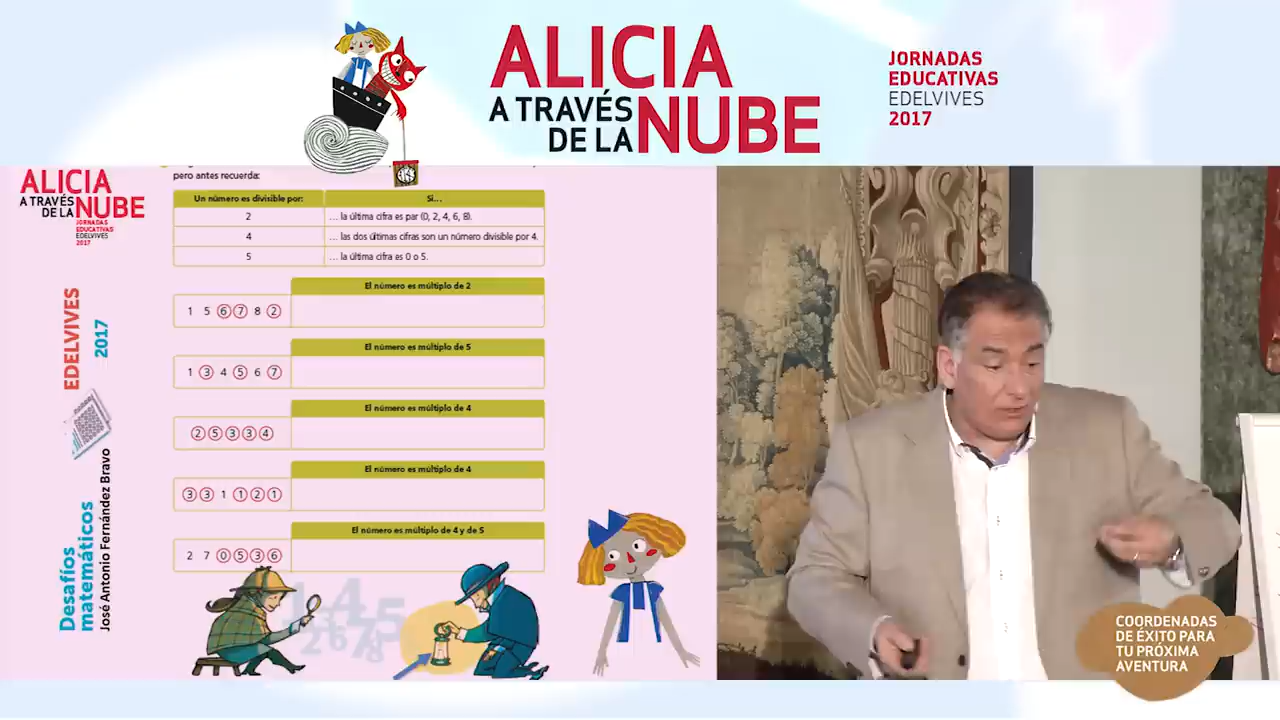 ALICIA
A TRAVÉS
DE LA NUBE
JORNADAS
EDUCATIVAS
EDELVIVES
2017
ALICIA
A TRAVÉS
DE LA NUBE
JORNADAS
EDUCATIVAS
EDELVIVES
2017
EDELVIVES
2017
Desafíos
matemáticos
José Antonio Fernández Bravo
pero antes recuerda:
Un número es divisible por: Si...
2 ... la última cifra es par (0, 2, 4, 6, 8).
4 ... las dos últimas cifras son un número divisible por 4.
5 ... la última cifra es 0 o 5.
El número es múltiplo de 2
1 5 6 7 8 2
El número es múltiplo de 5
1 3 4 5 6 7
El número es múltiplo de 4
2 5 3 3 4
El número es múltiplo de 4
3 3 1 1 2 1
El número es múltiplo de 4 y de 5
2 7 0 5 3 6
COORDENADAS
DE ÉXITO PARA
TU PRÓXIMA
AVENTURA